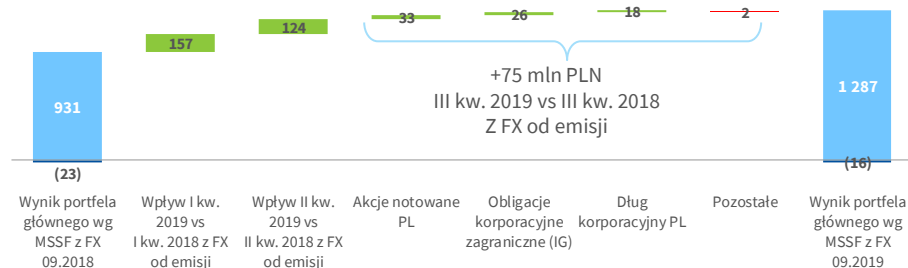 33
26
18
2
124
157
+75 mln PLN
III kw. 2019 vs III kw. 2018
Z FX od emisji
931
1 287
(23)
(16)
Wynik portfela
głównego wg
MSSF z FX
09.2018
Wpływ I kw.
2019 vs
I kw. 2018 z FX
od emisji
Wpływ II kw.
2019 vs
II kw. 2018 z FX
od emisji
Akcje notowane
PL
Obligacje
korporacyjne
zagraniczne (IG)
Dług
korporacyjny PL
Pozostałe
Wynik portfela
głównego wg
MSSF z FX
09.2019